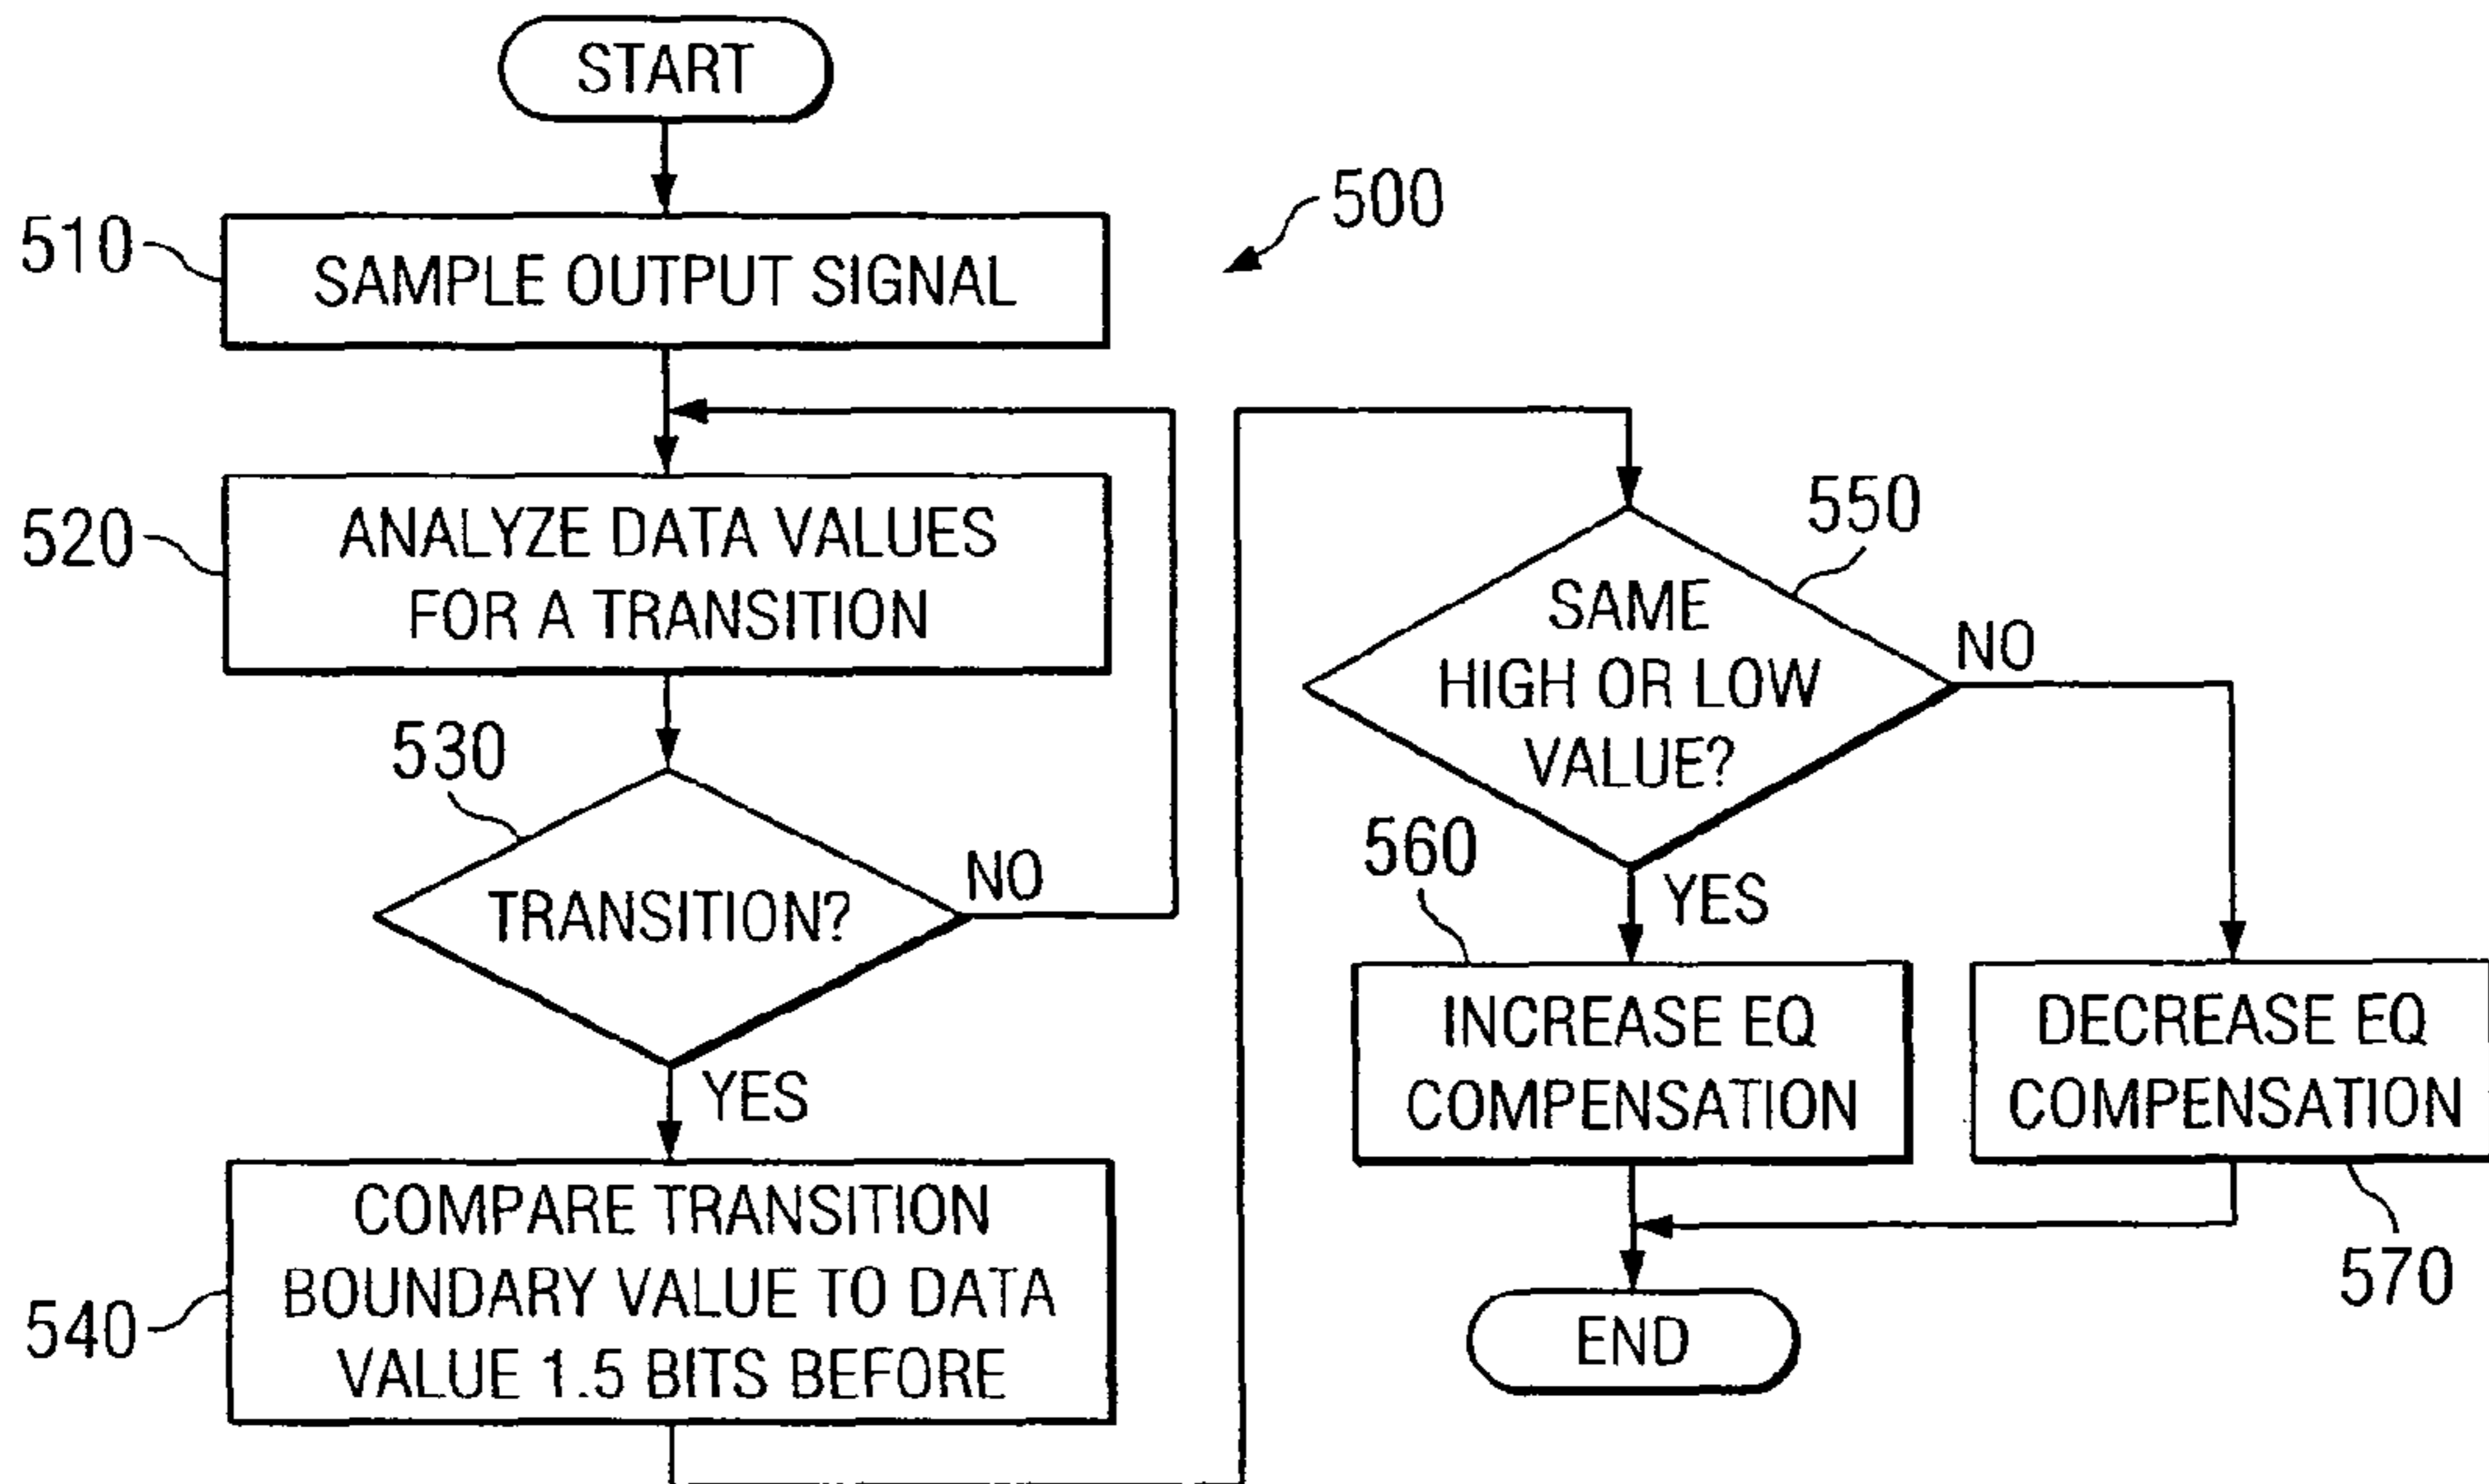 START
500
510
SAMPLE OUTPUT SIGNAL
520
ANALYZE DATA VALUES
FOR A TRANSITION
530
TRANSITION?
NO
YES
540
COMPARE TRANSITION
BOUNDARY VALUE TO DATA
VALUE 1.5 BITS BEFORE
550
SAME
HIGH OR LOW
VALUE?
NO
YES
560
INCREASE EQ
COMPENSATION
DECREASE EQ
COMPENSATION
570
END